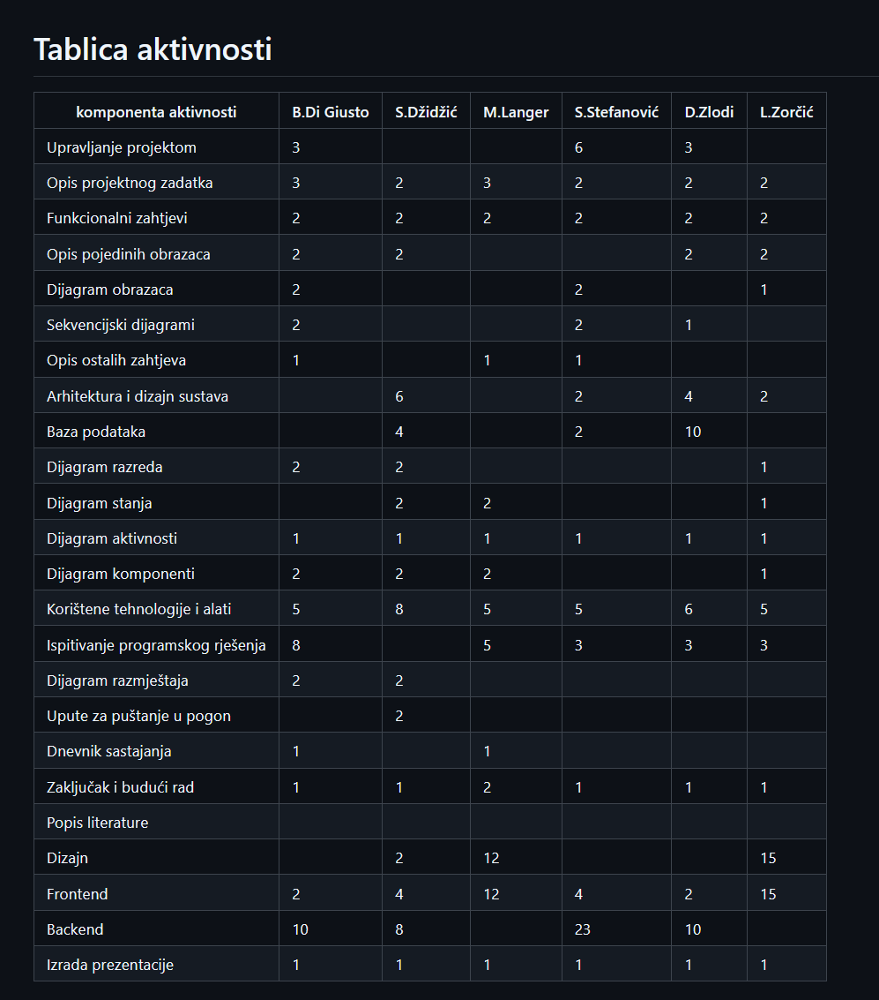 Tablica aktivnosti
komponenta aktivnosti B.Di Giusto S.Džidžić M.Langer S.Stefanović D.Zlodi L.Zorčić
Upravljanje projektom 3 6 3
Opis projektnog zadatka 3 2 3 2 2 2
Funkcionalni zahtjevi 2 2 2 2 2 2
Opis pojedinih obrazaca 2 2 2 2
Dijagram obrazaca 2 2 1
Sekvencijski dijagrami 2 2 1
Opis ostalih zahtjeva 1 1 1
Arhitektura i dizajn sustava 6 2 4 2
Baza podataka 4 2 10
Dijagram razreda 2 2 1
Dijagram stanja 2 2 1
Dijagram aktivnosti 1 1 1 1 1 1
Dijagram komponenti 2 2 2 1
Korištene tehnologije i alati 5 8 5 5 6 5
Ispitivanje programskog rješenja 8 5 3 3 3
Dijagram razmještaja 2 2
Upute za puštanje u pogon 2
Dnevnik sastajanja 1 1
Zaključak i budući rad 1 1 2 1 1 1
Popis literature
Dizajn 2 12 15
Frontend 2 4 12 4 2 15
Backend 10 8 23 10
Izrada prezentacije 1 1 1 1 1 1